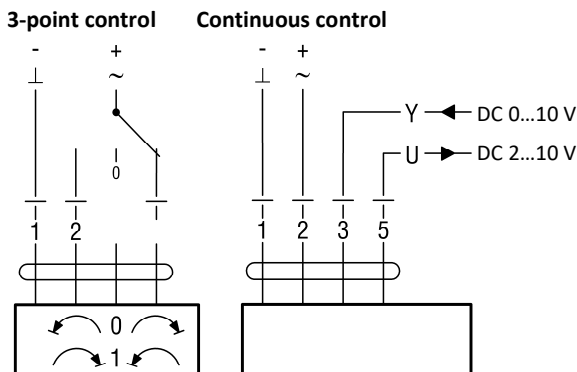 3-point control
Continuous control
- +
⊥ ~
0
1 2
0
1
- +
⊥ ~
Y DC 0...10 V
U DC 2...10 V
1 2 3 5